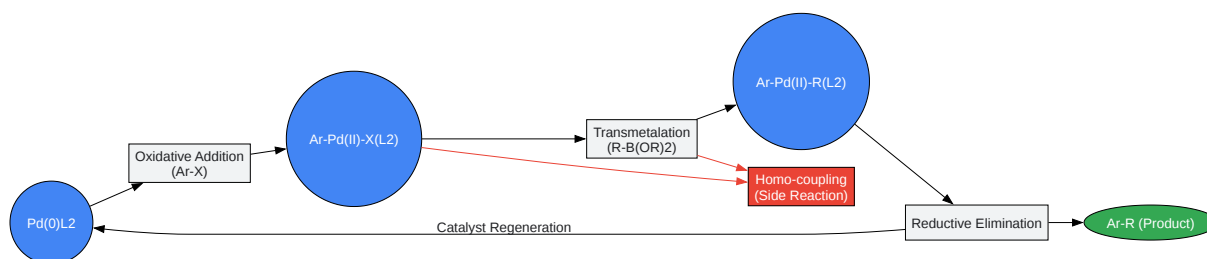 Pd(0)L2
Oxidative Addition
(Ar-X)
Ar-Pd(II)-X(L2)
Transmetalation
(R-B(OR)2)
Ar-Pd(II)-R(L2)
Homo-coupling
(Side Reaction)
Reductive Elimination
Ar-R (Product)
Catalyst Regeneration